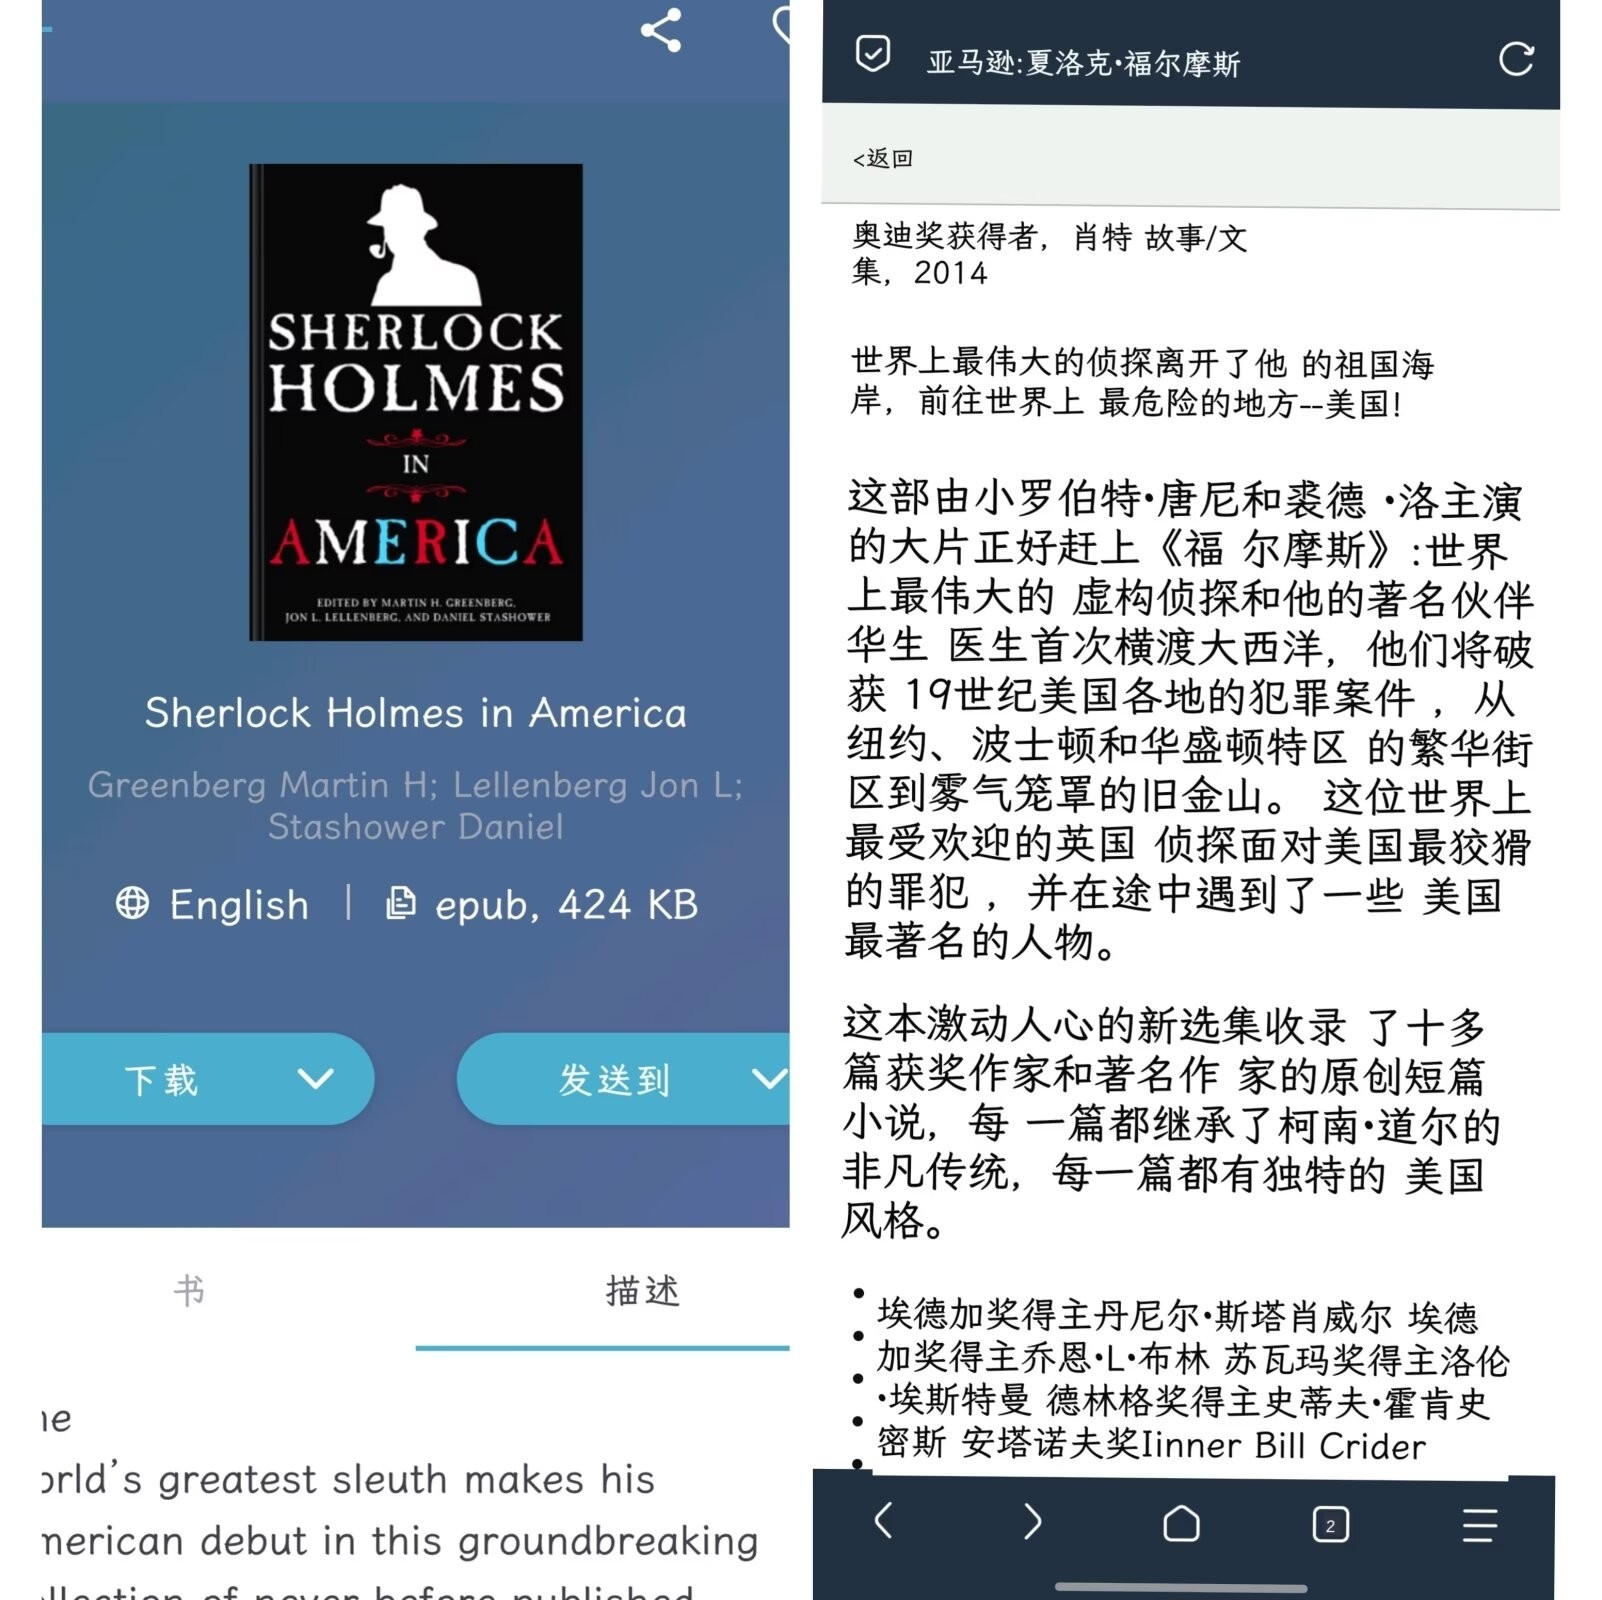 SHERLOCK
HOLMES
IN
AMERICA
EDITED BY MARTIN H. GREENBERG,
JON L. LELLENBERG, AND DANIEL STASHOWER
Sherlock Holmes in America
Greenberg Martin H; Lellenberg Jon L;
Stashower Daniel
English | epub, 424 KB
下载
发送到
书
描述
orld's greatest sleuth makes his
merican debut in this groundbreaking
ollection of never before published
亚马逊:夏洛克•福尔摩斯
<返回
奥迪奖获得者，肖特 故事/文
集，2014
世界上最伟大的侦探离开了他 的祖国海
岸，前往世界上 最危险的地方--美国!
这部由小罗伯特•唐尼和裘德 •洛主演
的大片正好赶上《福 尔摩斯》:世界
上最伟大的 虚构侦探和他的著名伙伴
华生 医生首次横渡大西洋，他们将破
获 19世纪美国各地的犯罪案件 ，从
纽约、波士顿和华盛顿特区 的繁华街
区到雾气笼罩的旧金山。 这位世界上
最受欢迎的英国 侦探面对美国最狡猾
的罪犯 ，并在途中遇到了一些 美国
最著名的人物。
这本激动人心的新选集收录 了十多
篇获奖作家和著名作 家的原创短篇
小说，每 一篇都继承了柯南•道尔的
非凡传统，每一篇都有独特的 美国
风格。
埃德加奖得主丹尼尔•斯塔肖威尔 埃德
加奖得主乔恩•L•布林 苏瓦玛奖得主洛伦
•埃斯特曼 德林格奖得主史蒂夫•霍肯史
密斯 安塔诺夫奖Iinner Bill Crider
2